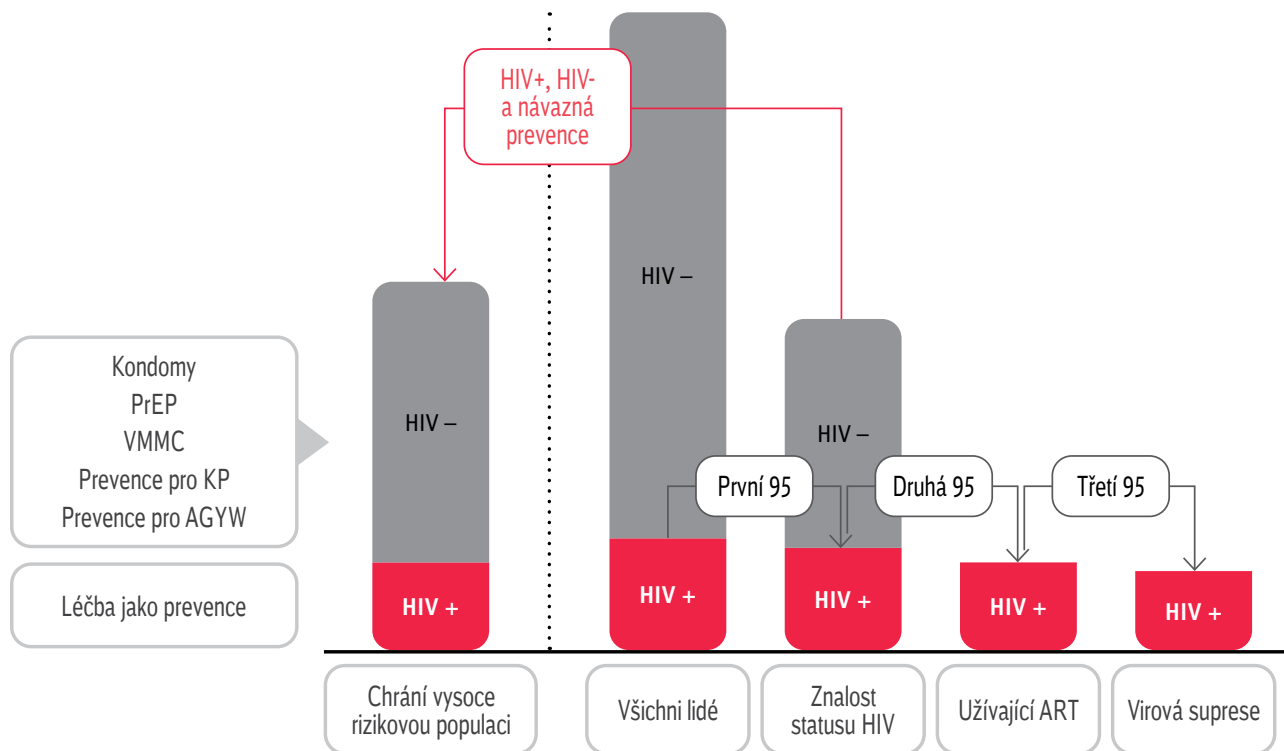 HIV+, HIV-
a návazná
prevence
HIV –
HIV –
HIV –
Kondomy
PrEP
VMMC
Prevence pro KP
Prevence pro AGYW
První 95
Druhá 95
Třetí 95
Léčba jako prevence
HIV +
HIV +
HIV +
HIV +
HIV +
Chrání vysoce
rizikovou populaci
Všichni lidé
Znalost
statusu HIV
Užívající ART
Virová suprese